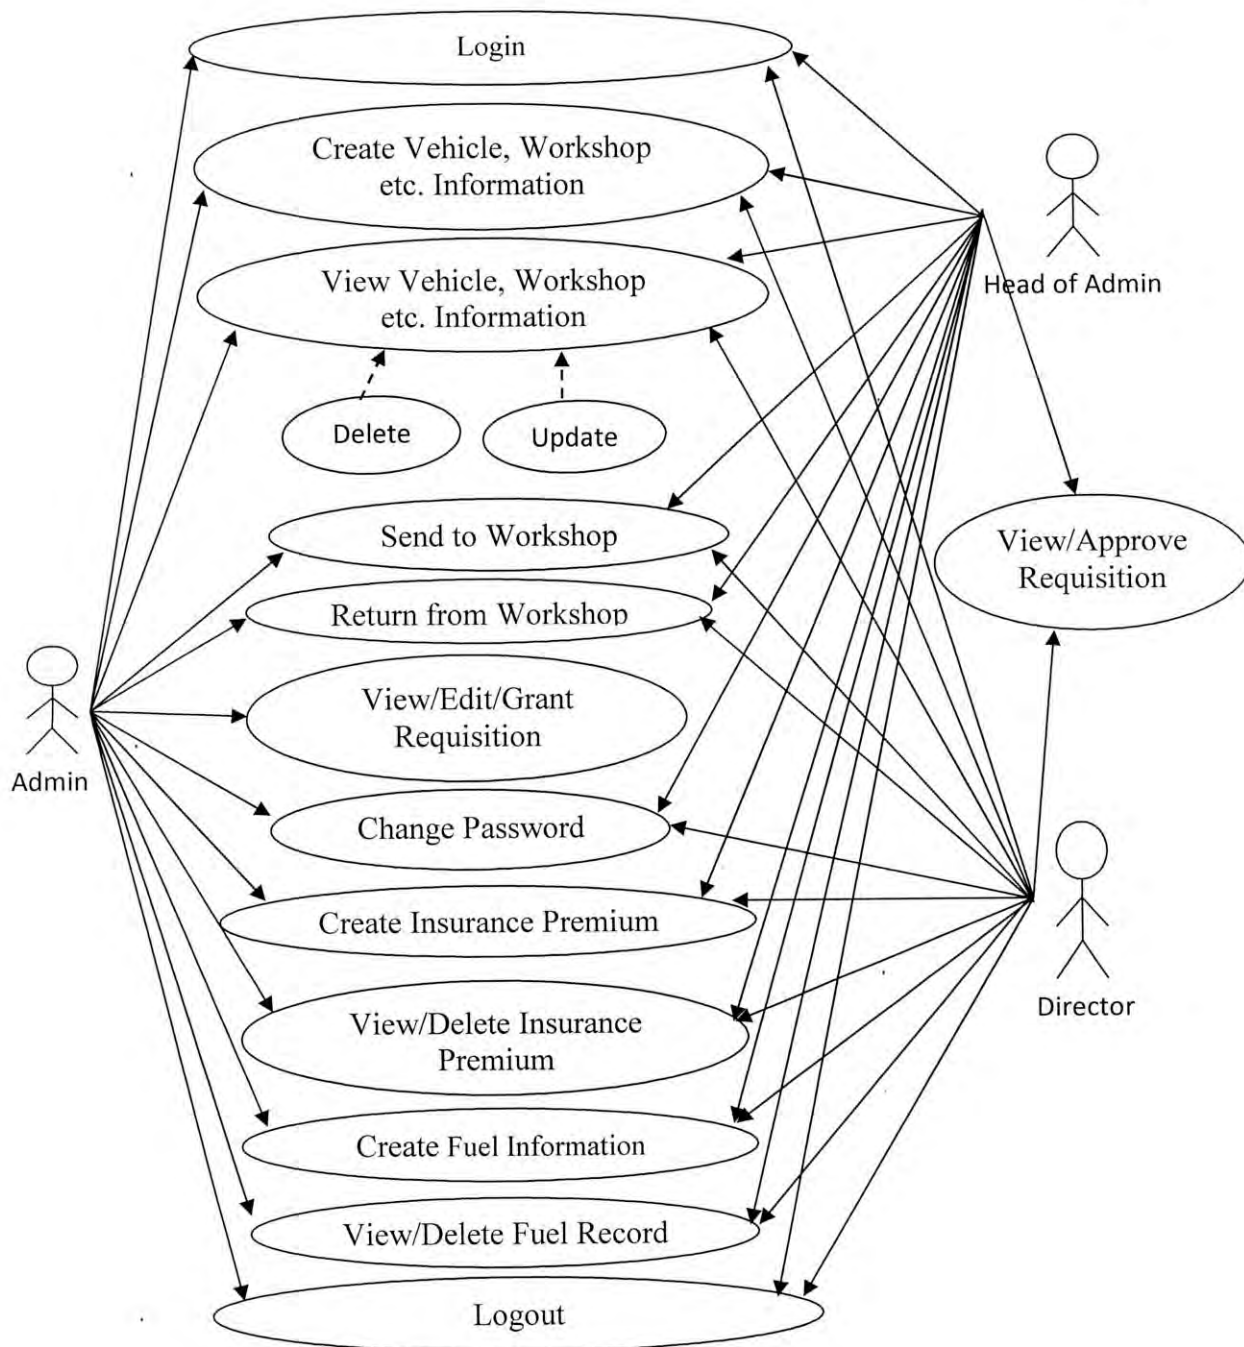 Login
Create Vehicle, Workshop
etc. Information
Head of Admin
View Vehicle, Workshop
etc. Information
Delete
Update
Send to Workshop
View/Approve
Requisition
Return from Workshop
View/Edit/Grant
Requisition
Admin
Change Password
Create Insurance Premium
Director
View/Delete Insurance
Premium
Create Fuel Information
View/Delete Fuel Record
Logout